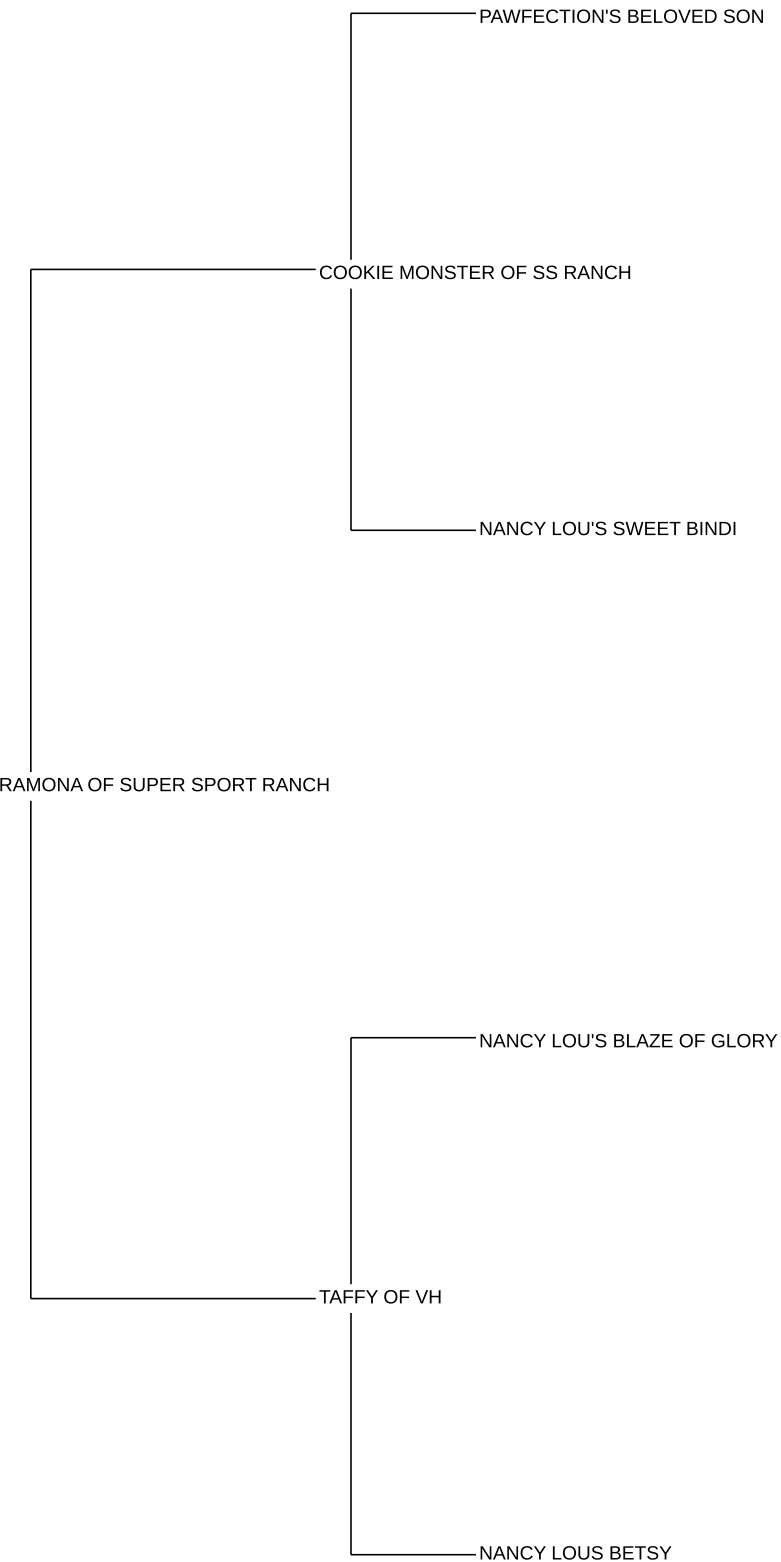 PAWFECTION'S BELOVED SON
COOKIE MONSTER OF SS RANCH
NANCY LOU'S SWEET BINDI
RAMONA OF SUPER SPORT RANCH
NANCY LOU'S BLAZE OF GLORY
TAFFY OF VH
NANCY LOUS BETSY